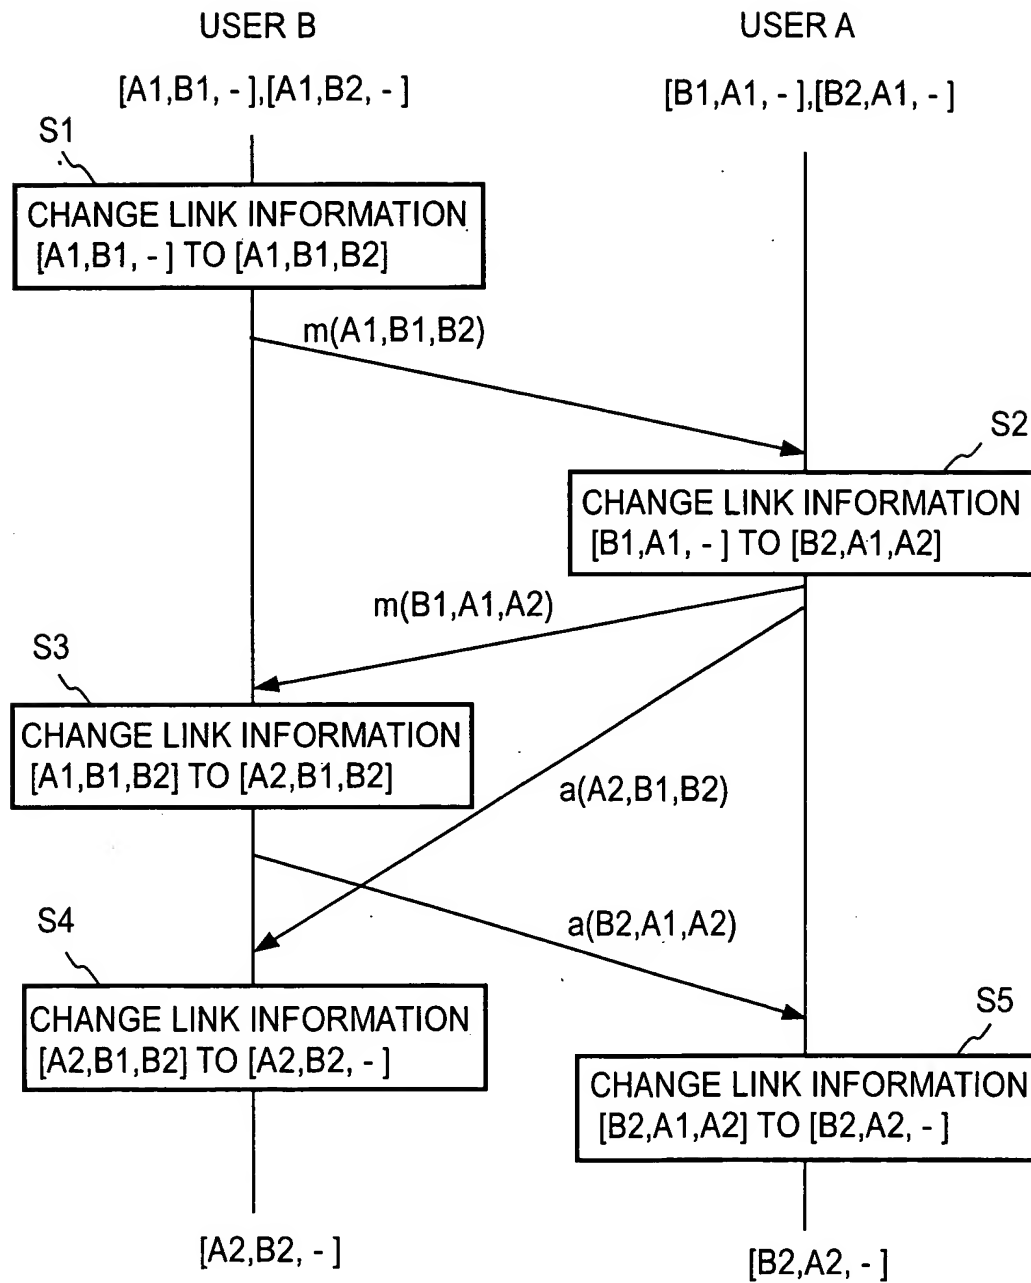 USER B
USER A
[A1,B1, - ],[A1,B2, - ]
[B1,A1, - ],[B2,A1, - ]
S1
CHANGE LINK INFORMATION
[A1,B1, - ] TO [A1,B1,B2]
m(A1,B1,B2)
S2
CHANGE LINK INFORMATION
[B1,A1, - ] TO [B2,A1,A2]
m(B1,A1,A2)
S3
CHANGE LINK INFORMATION
[A1,B1,B2] TO [A2,B1,B2]
a(A2,B1,B2)
a(B2,A1,A2)
S4
CHANGE LINK INFORMATION
[A2,B1,B2] TO [A2,B2, - ]
S5
CHANGE LINK INFORMATION
[B2,A1,A2] TO [B2,A2, - ]
[A2,B2, - ]
[B2,A2, - ]